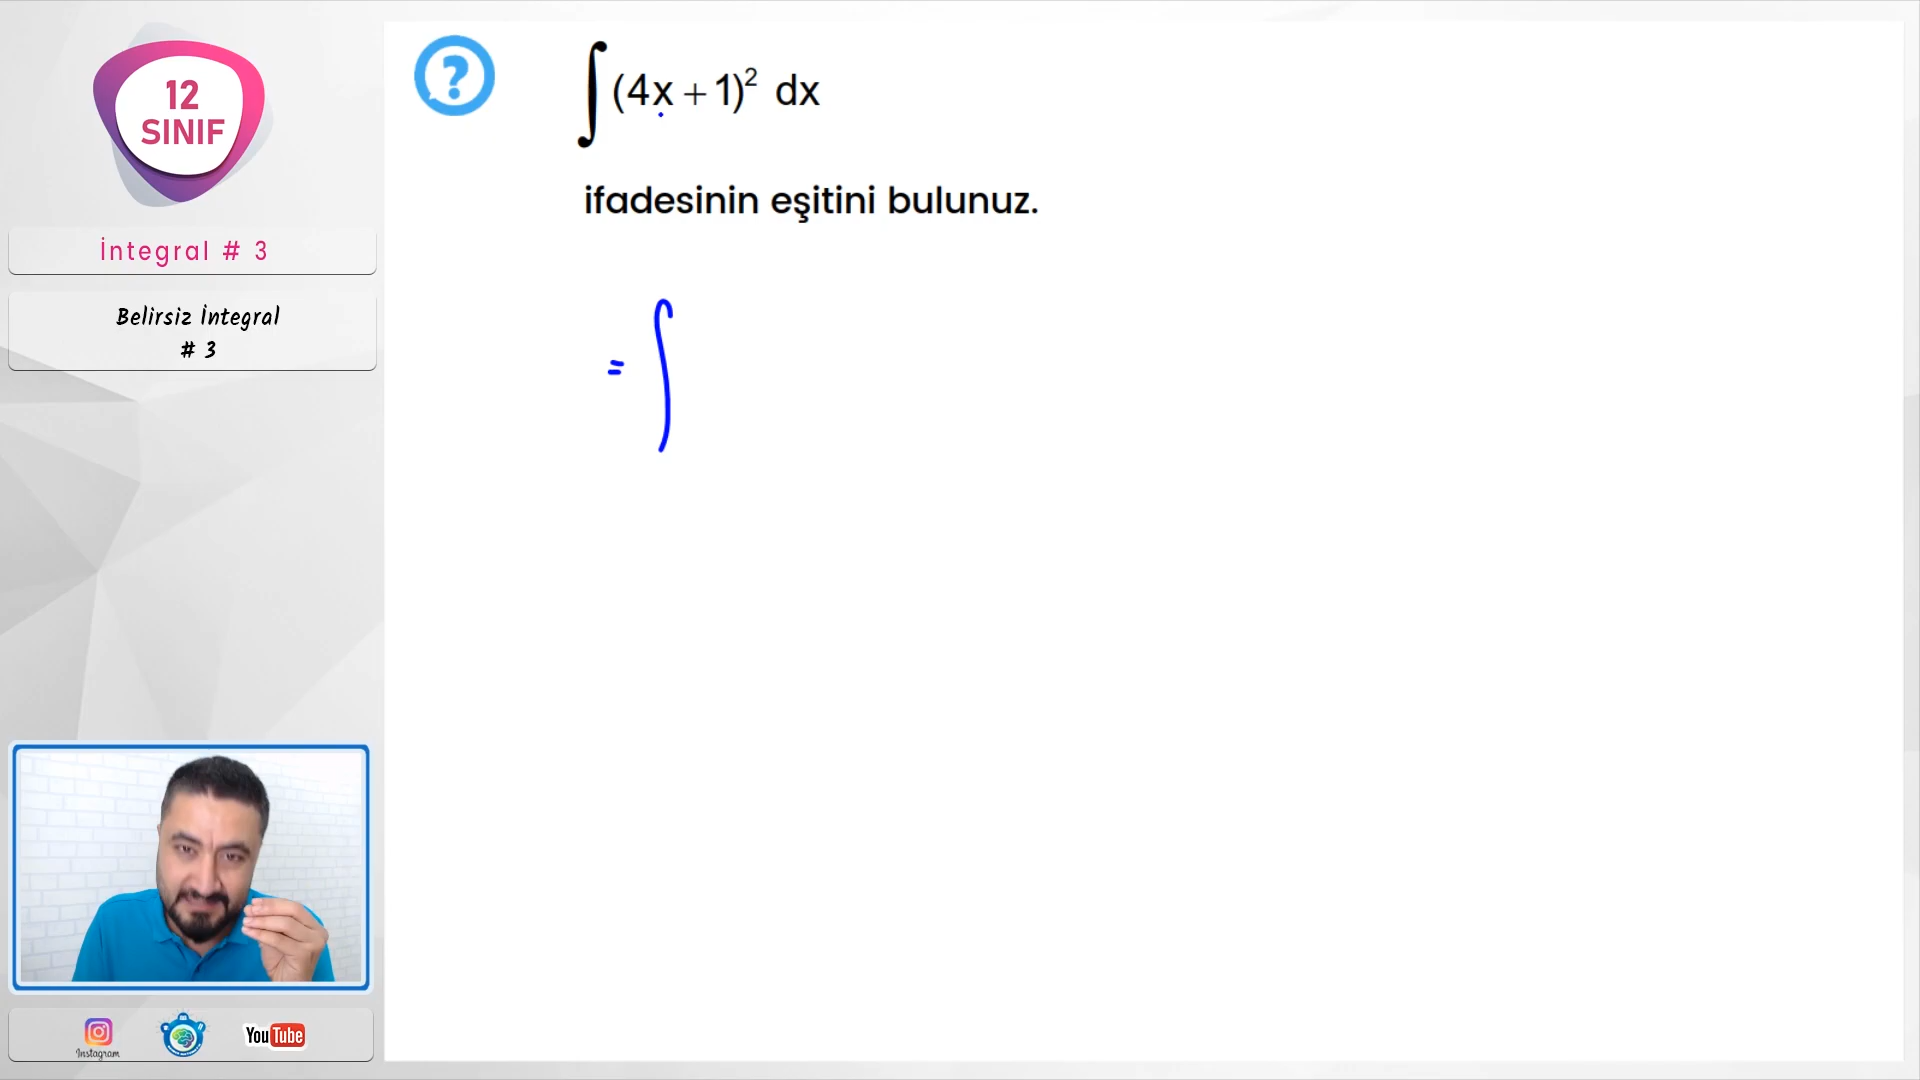 12
SINIF
İntegral # 3
Belirsiz İntegral
# 3
∫(4x + 1)² dx
ifadesinin eşitini bulunuz.
= ∫
Instagram
YouTube